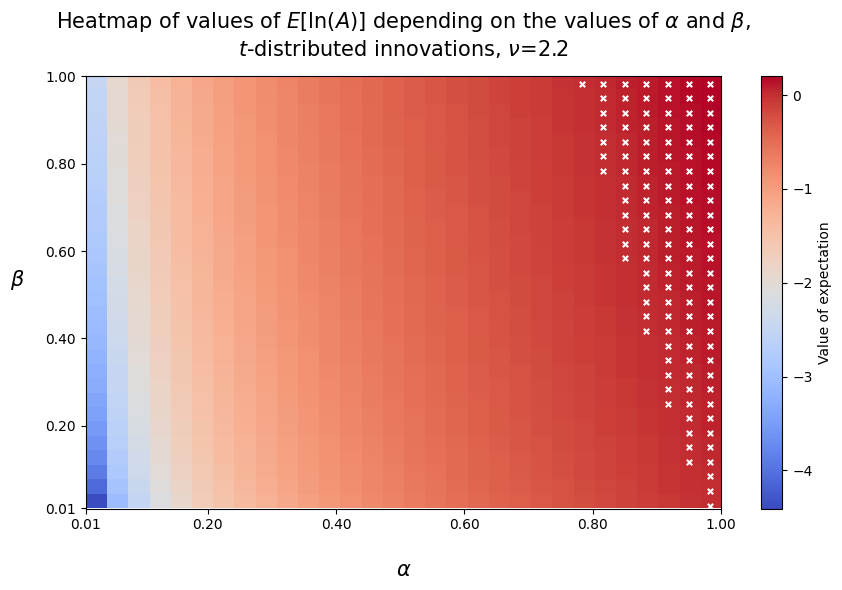 Heatmap of values of E[ln(A)] depending on the values of α and β,
t-distributed innovations, ν=2.2
1.00
0.80
0.60
0.40
0.20
0.01
β
0.01 0.20 0.40 0.60 0.80 1.00
α
0
−1
−2
−3
−4
Value of expectation